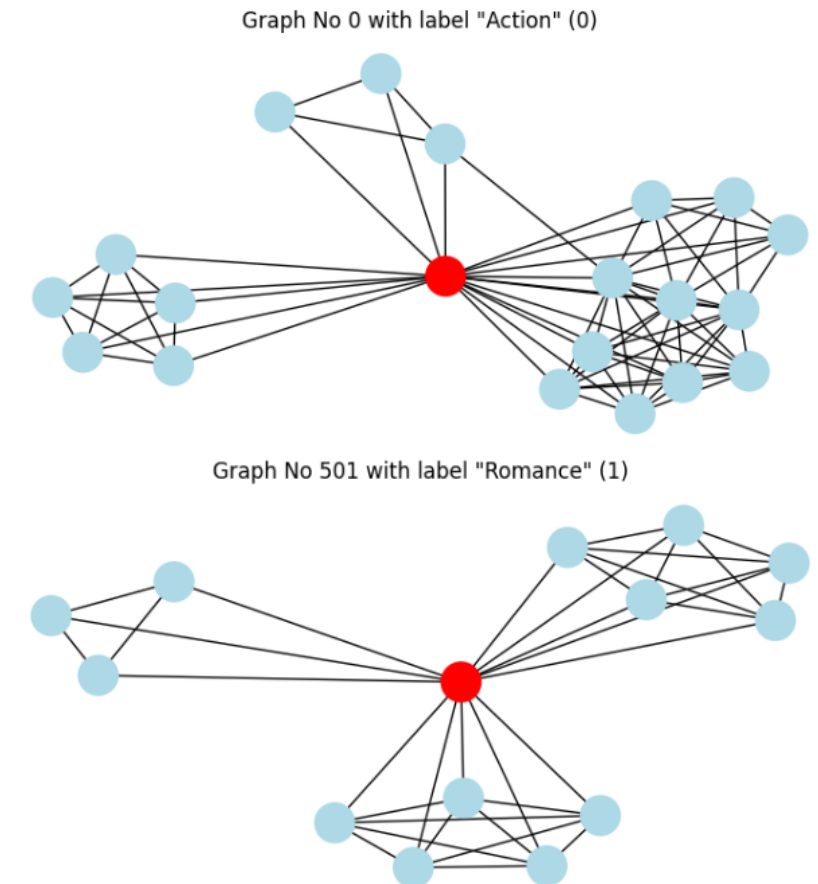 Graph No 0 with label "Action" (0)
Graph No 501 with label "Romance" (1)